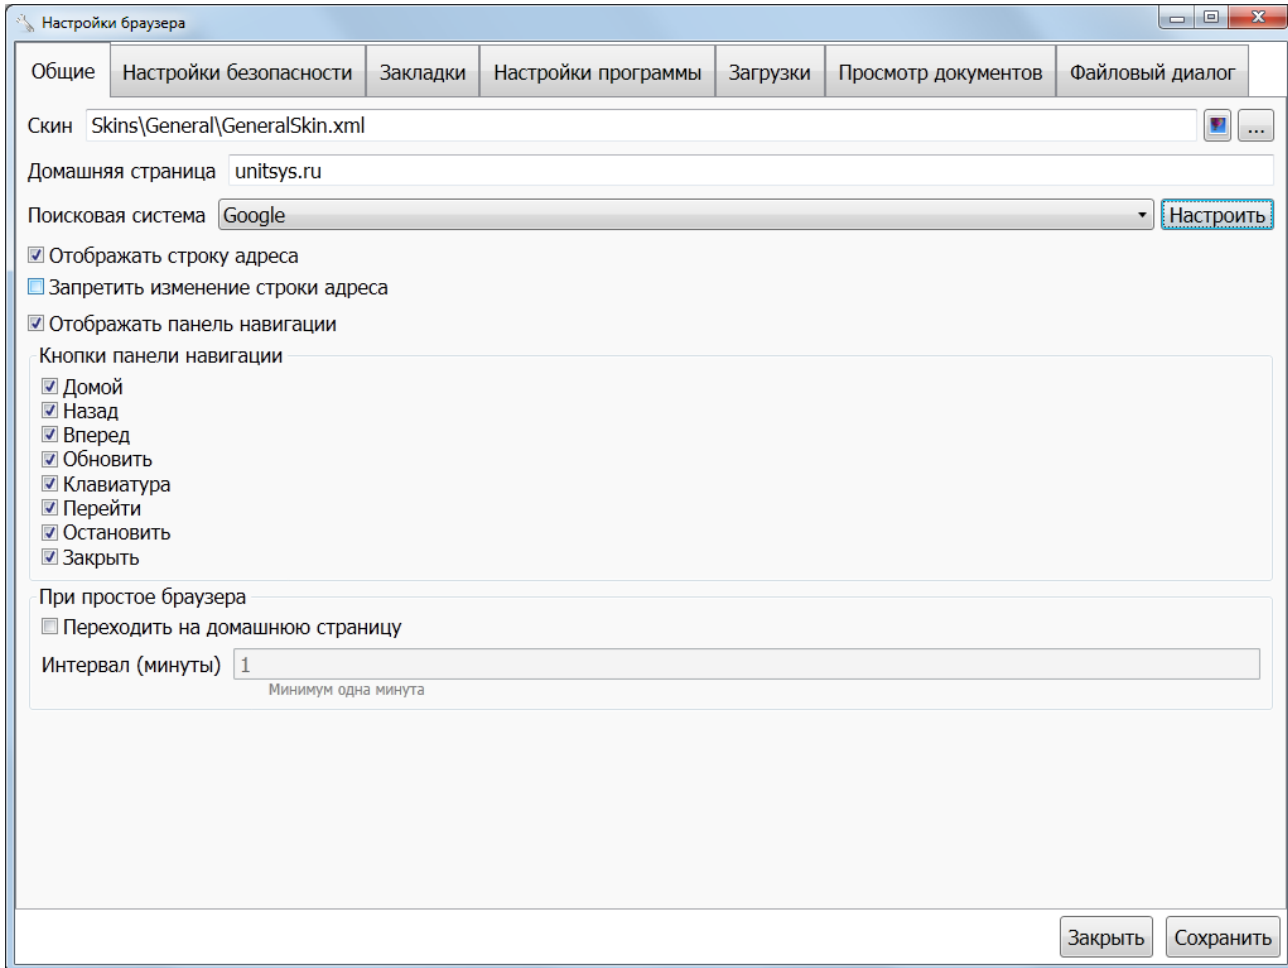 Настройки браузера
Общие Настройки безопасности Закладки Настройки программы Загрузки Просмотр документов Файловый диалог
Скин Skins\General\GeneralSkin.xml ...
Домашняя страница unitsys.ru
Поисковая система Google Настроить
Отображать строку адреса
Запретить изменение строки адреса
Отображать панель навигации
Кнопки панели навигации
Домой
Назад
Вперед
Обновить
Клавиатура
Перейти
Остановить
Закрыть
При простое браузера
Переходить на домашнюю страницу
Интервал (минуты) 1
Минимум одна минута
Закрыть Сохранить